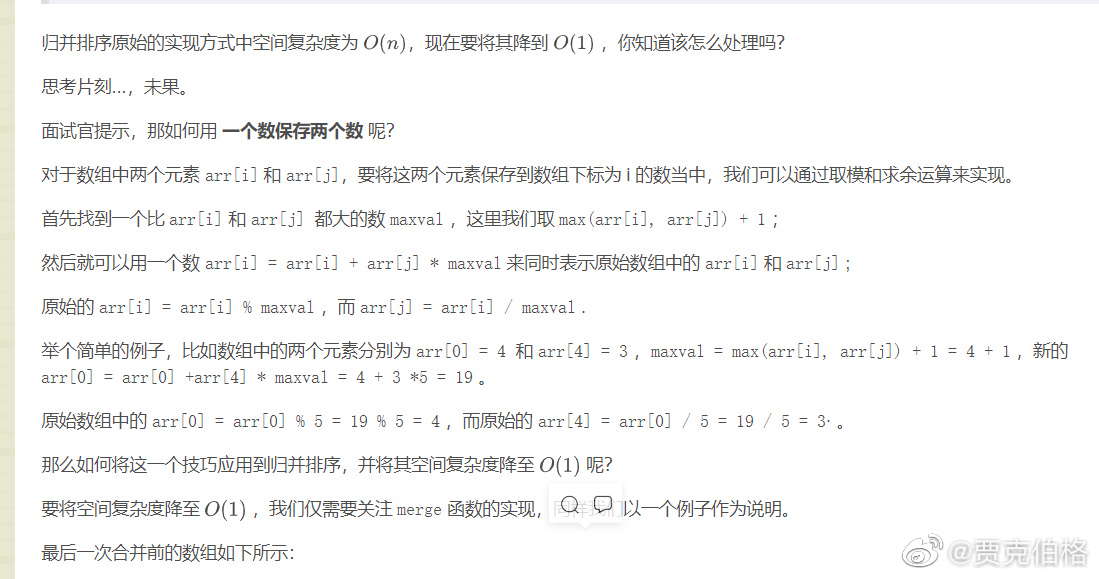 归并排序原始的实现方式中空间复杂度为 O(n)，现在要将其降到 O(1) ，你知道该怎么处理吗？
思考片刻...，未果。
面试官提示，那如何用 一个数保存两个数 呢？
对于数组中两个元素 arr[i] 和 arr[j]，要将这两个元素保存到数组下标为 i 的数当中，我们可以通过取模和求余运算来实现。
首先找到一个比 arr[i] 和 arr[j] 都大的数 maxval ，这里我们取 max(arr[i], arr[j]) + 1 ；
然后就可以用一个数 arr[i] = arr[i] + arr[j] * maxval 来同时表示原始数组中的 arr[i] 和 arr[j] ；
原始的 arr[i] = arr[i] % maxval ，而 arr[j] = arr[i] / maxval .
举个简单的例子，比如数组中的两个元素分别为 arr[0] = 4 和 arr[4] = 3 ，maxval = max(arr[i], arr[j]) + 1 = 4 + 1 ，新的
arr[0] = arr[0] +arr[4] * maxval = 4 + 3 *5 = 19 。
原始数组中的 arr[0] = arr[0] % 5 = 19 % 5 = 4 ，而原始的 arr[4] = arr[0] / 5 = 19 / 5 = 3· 。
那么如何将这一个技巧应用到归并排序，并将其空间复杂度降至 O(1) 呢？
要将空间复杂度降至 O(1) ，我们仅需要关注 merge 函数的实现，同样我们以一个例子作为说明。
最后一次合并前的数组如下所示：
@贾克伯格